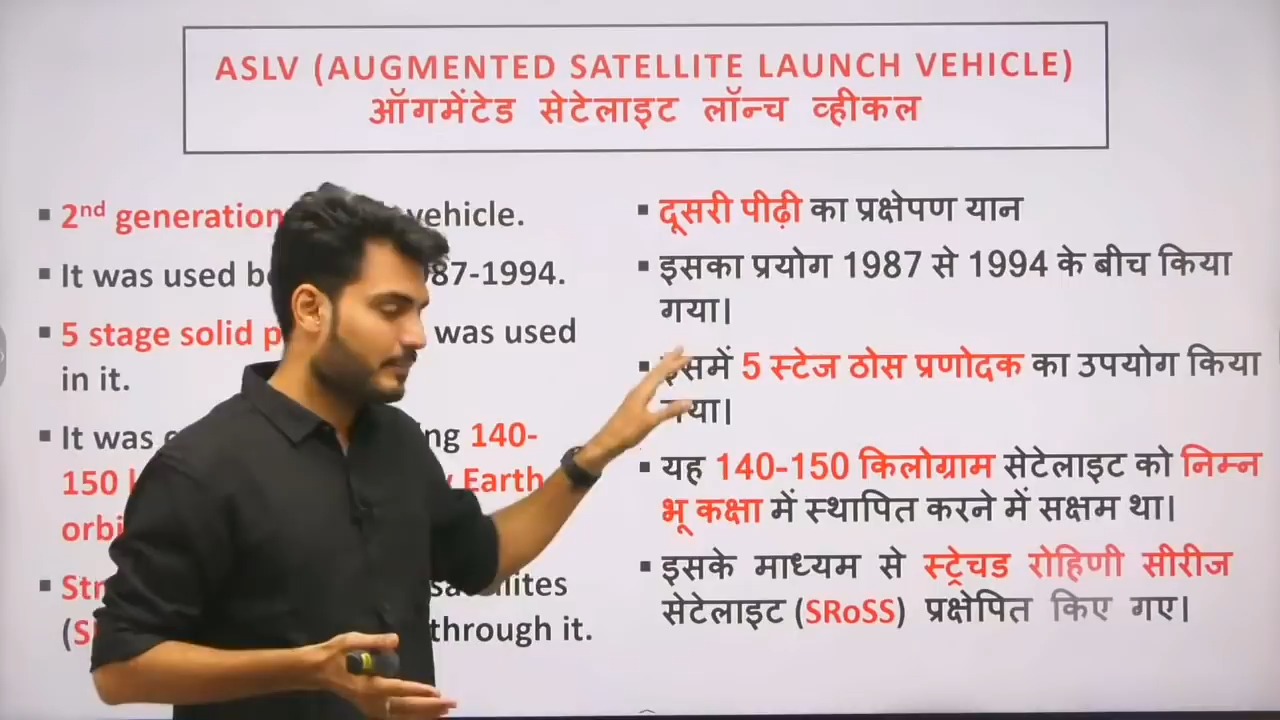 ASLV (AUGMENTED SATELLITE LAUNCH VEHICLE)
ऑगमेंटेड सेटेलाइट लॉन्च व्हीकल
▪ 2nd generation vehicle.
▪ It was used 87-1994.
▪ 5 stage solid was used
in it.
▪ It was 140-
150 Earth
▪ satellites
through it.
▪ दूसरी पीढ़ी का प्रक्षेपण यान
▪ इसका प्रयोग 1987 से 1994 के बीच किया
गया।
▪ इसमें 5 स्टेज ठोस प्रणोदक का उपयोग किया
गया।
▪ यह 140-150 किलोग्राम सेटेलाइट को निम्न
भू कक्षा में स्थापित करने में सक्षम था।
▪ इसके माध्यम से स्ट्रेचड रोहिणी सीरीज
सेटेलाइट (SRoSS) प्रक्षेपित किए गए।